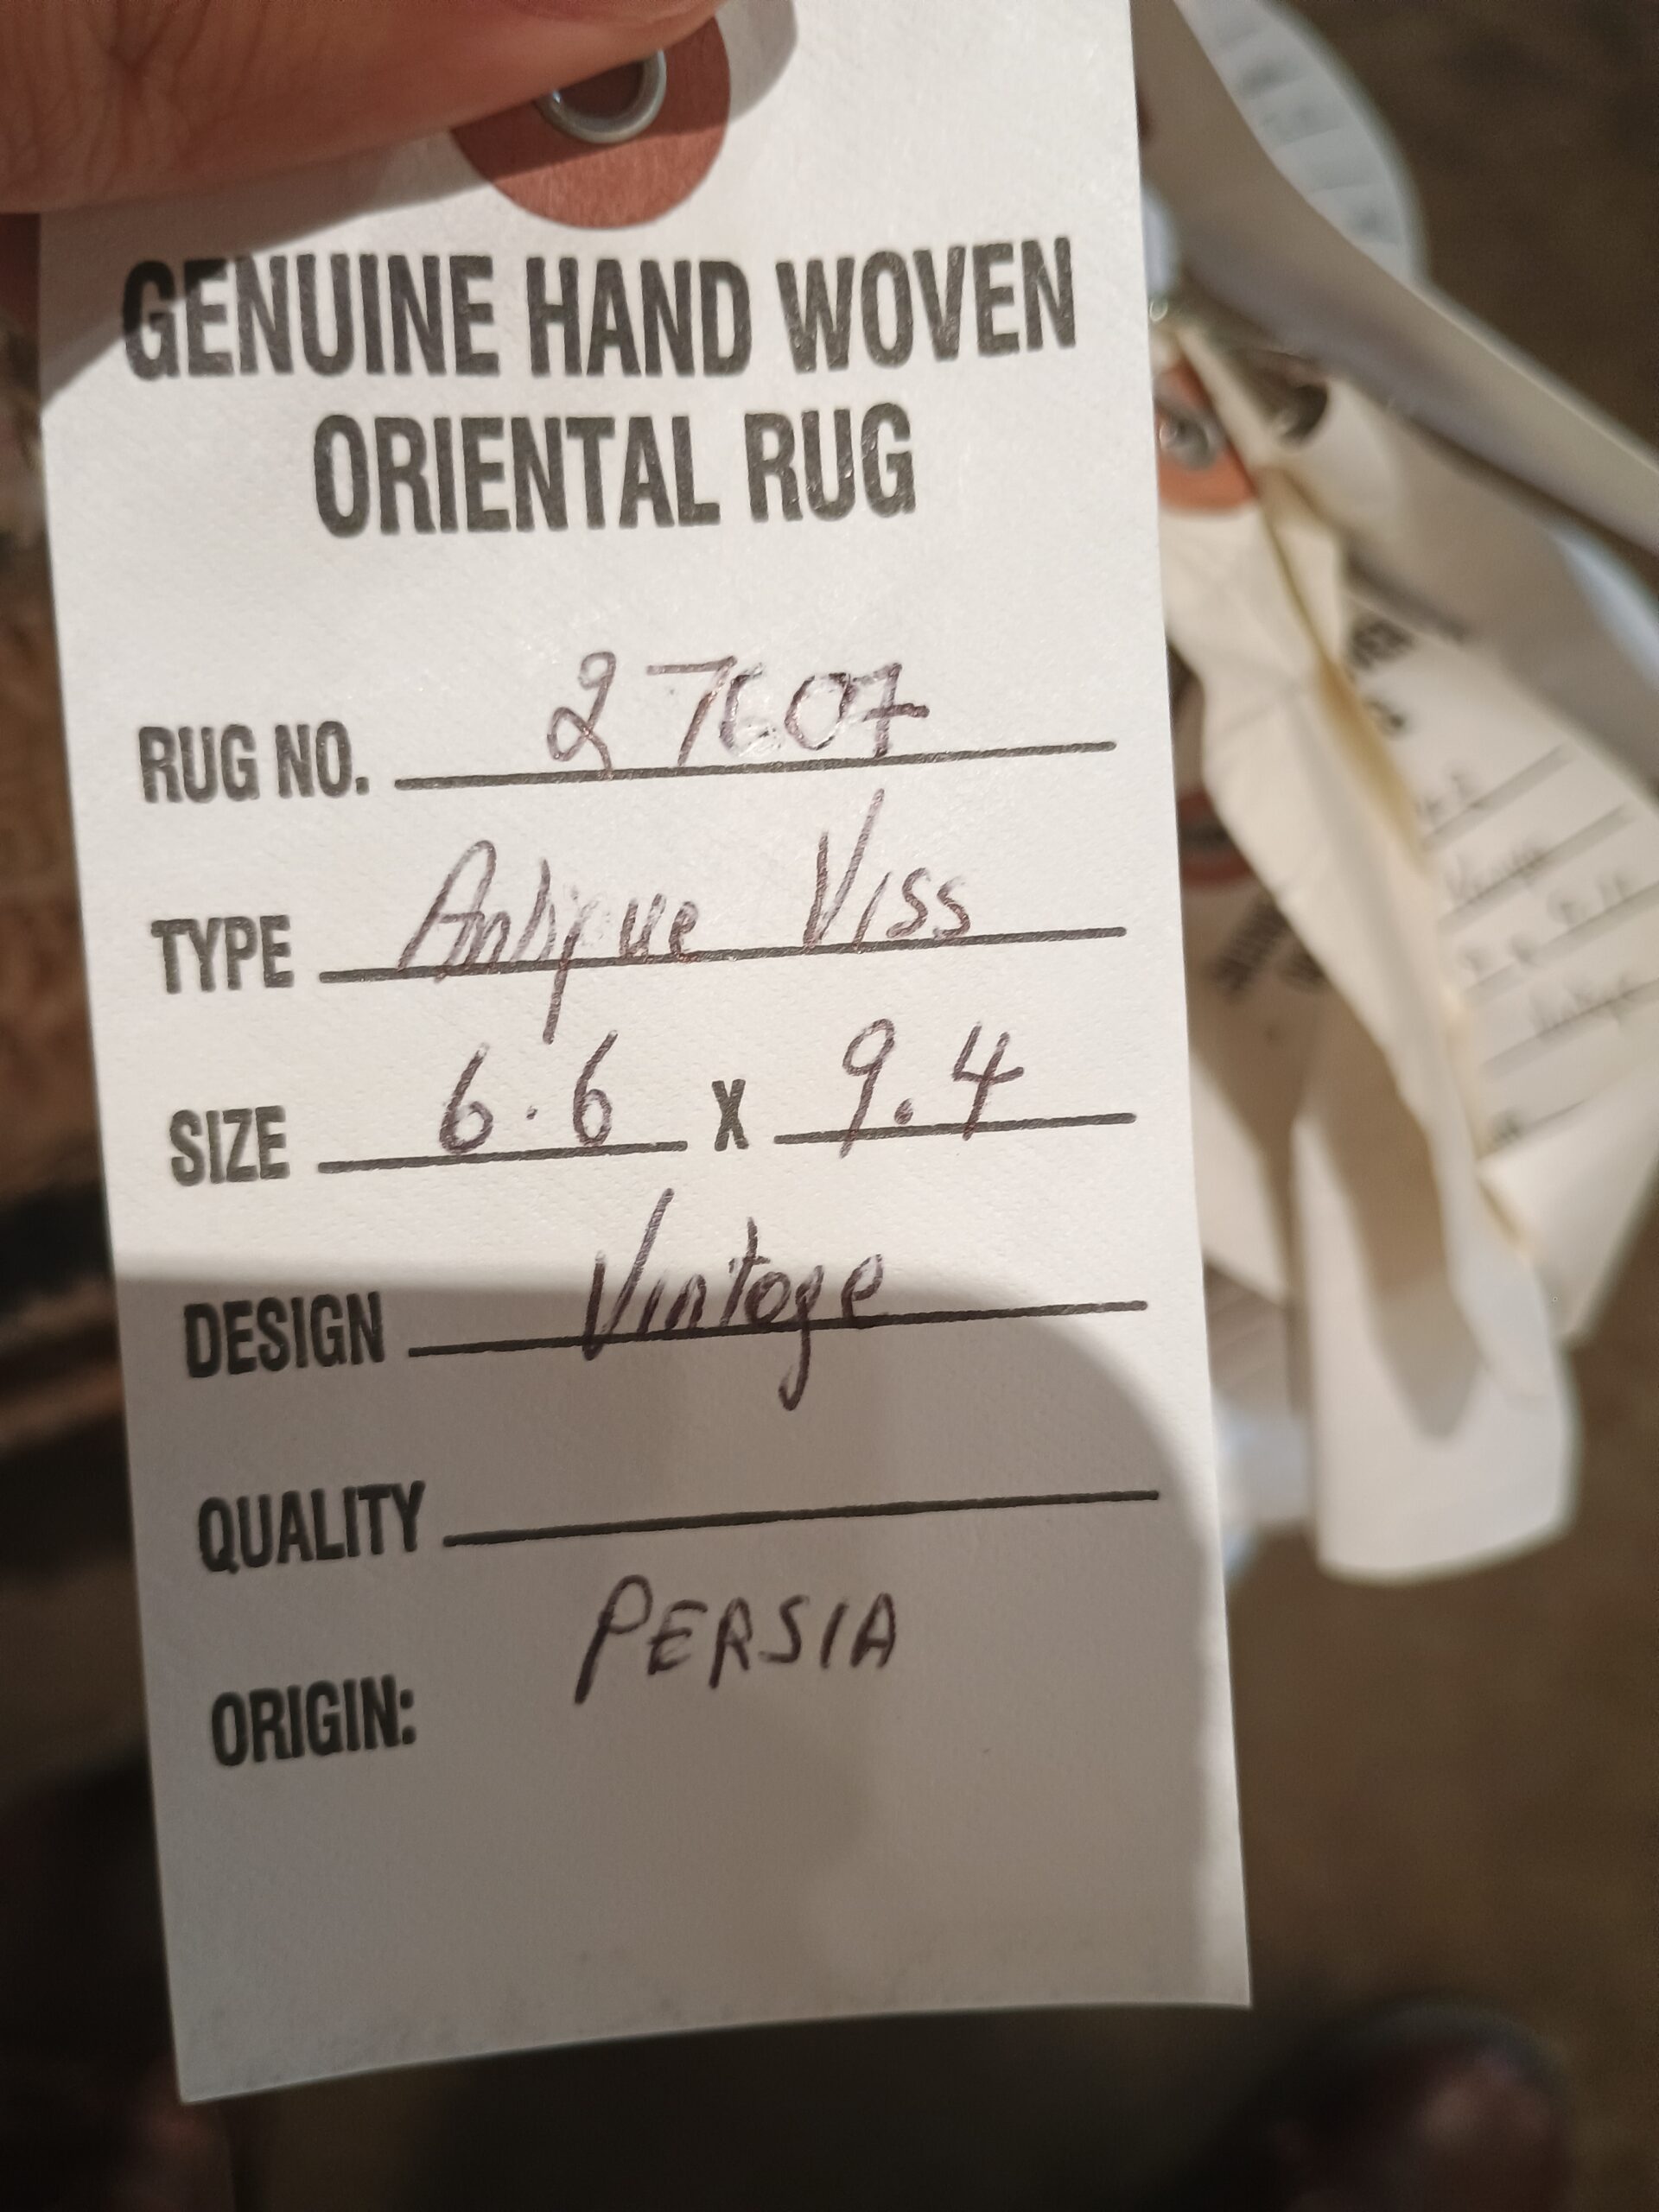 GENUINE HAND WOVEN
ORIENTAL RUG
RUG NO. 27607
TYPE Antique Viss
SIZE 6.6 X 9.4
DESIGN Vintage
QUALITY
PERSIA
ORIGIN: